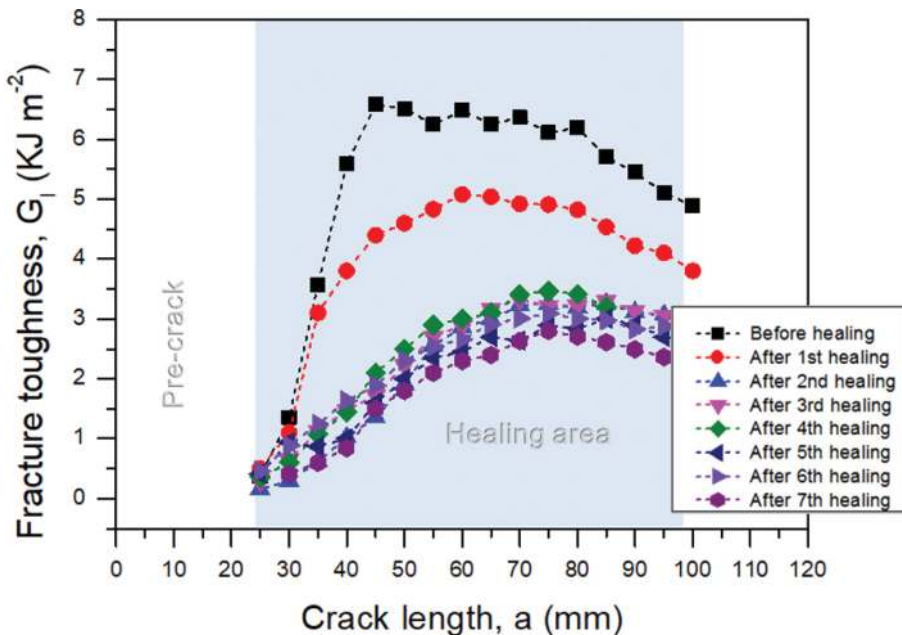 8
7
6
5
4
3
2
1
0
Fracture toughness, G_I (KJ m⁻²)
Pre-crack
Healing area
Before healing
After 1st healing
After 2nd healing
After 3rd healing
After 4th healing
After 5th healing
After 6th healing
After 7th healing
0 10 20 30 40 50 60 70 80 90 100 110 120
Crack length, a (mm)